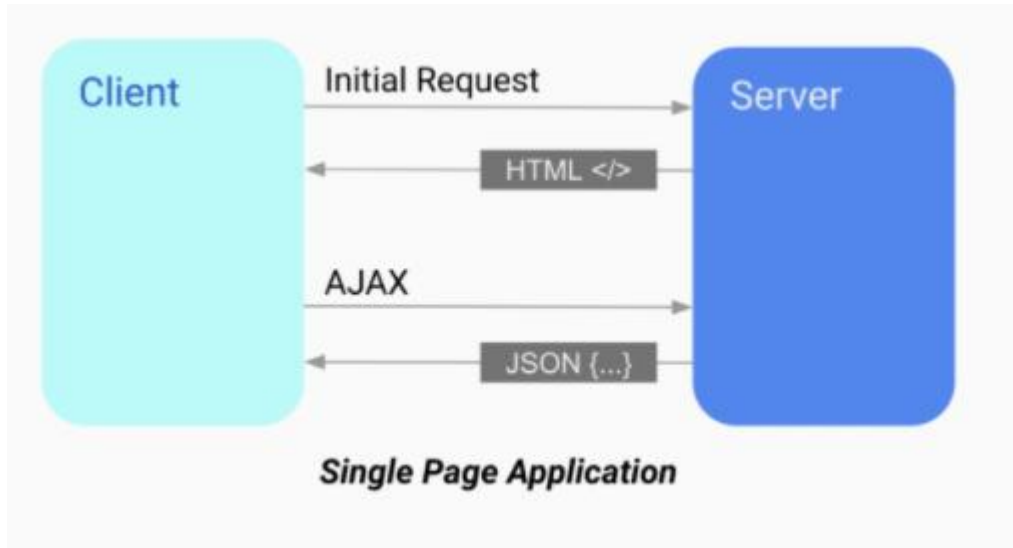 Client
Initial Request
Server
HTML </>
AJAX
JSON {...}
Single Page Application